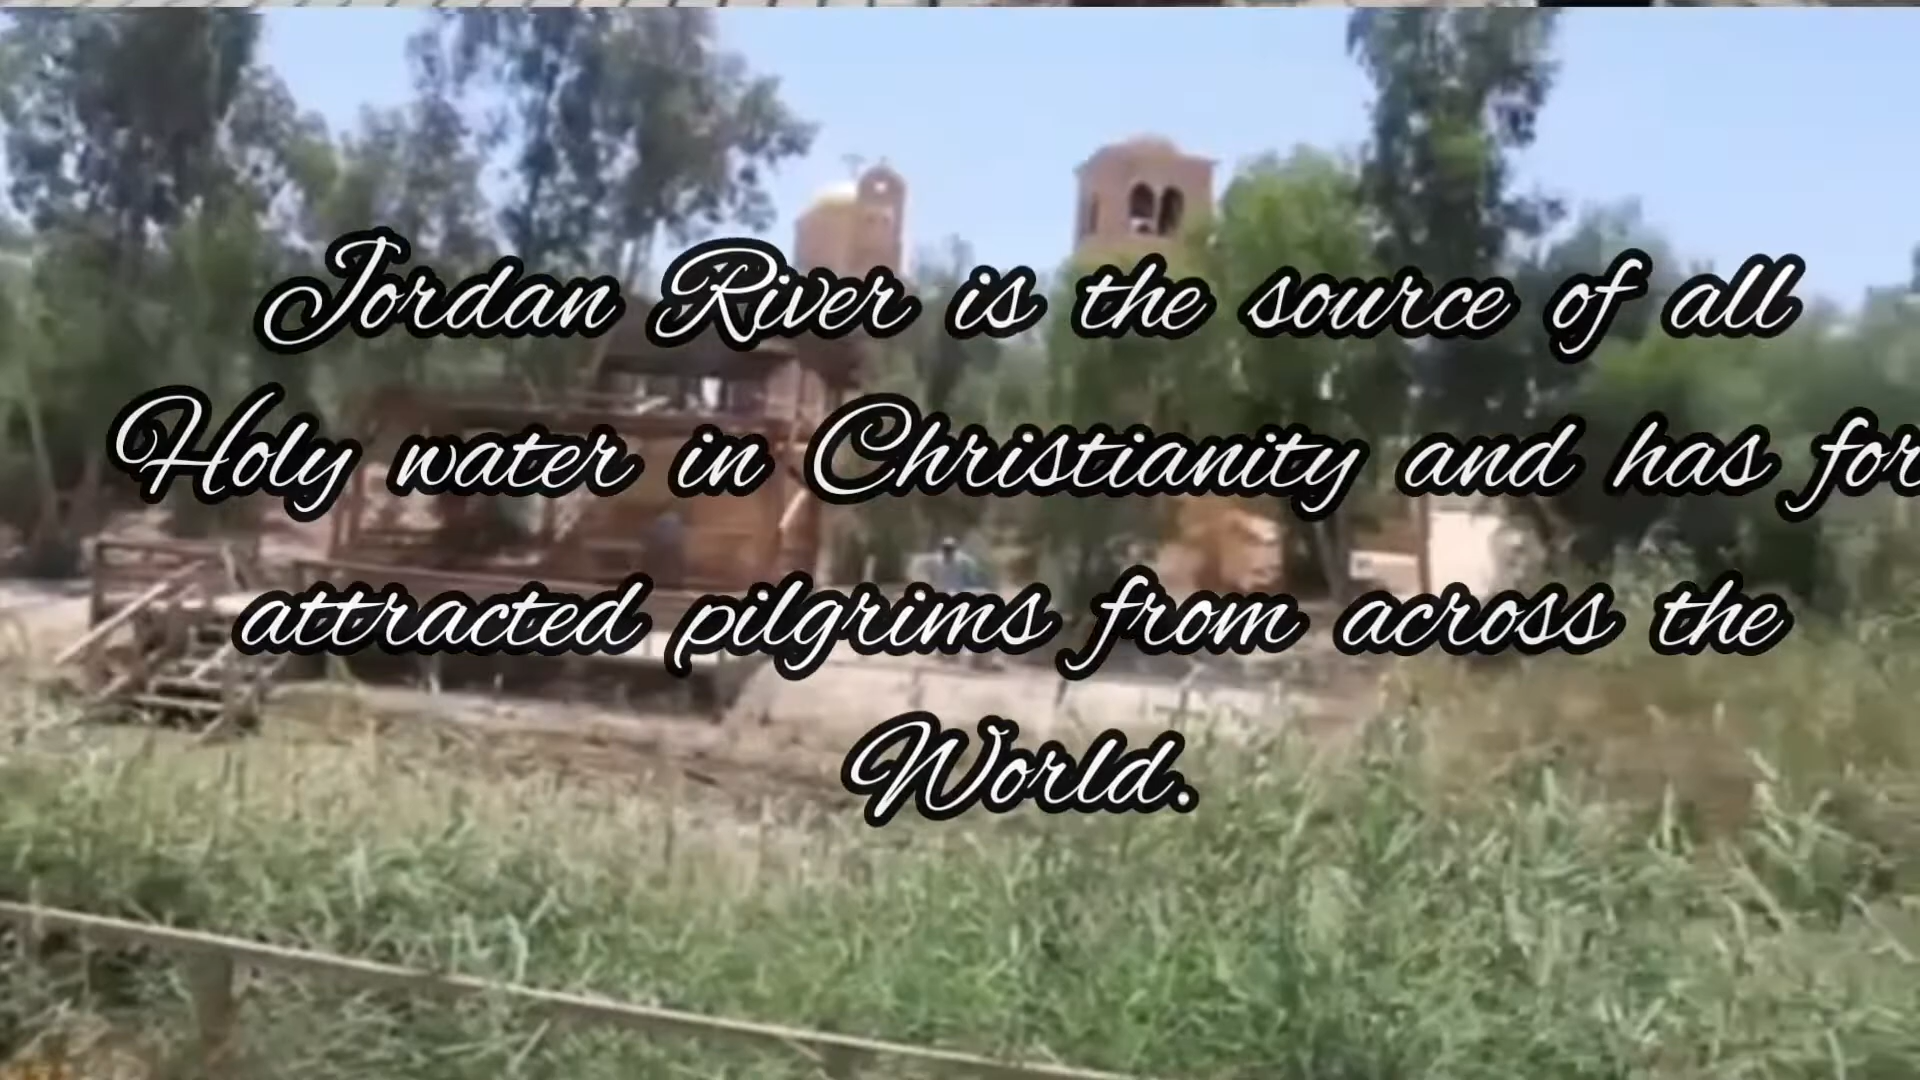 Jordan River is the source of all
Holy water in Christianity and has for
attracted pilgrims from across the
World.